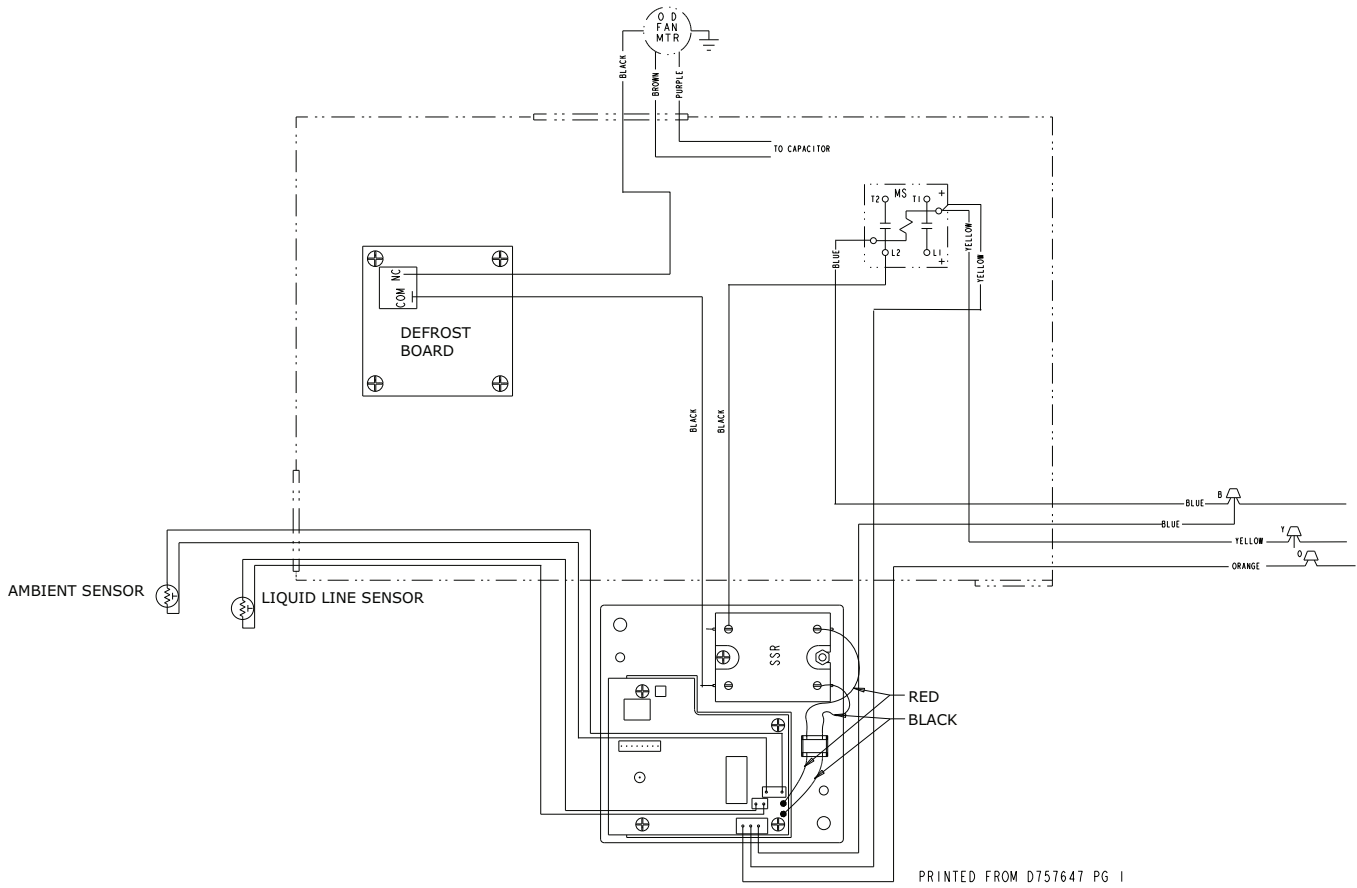 O D
FAN
MTR
BLACK
BROWN
PURPLE
TO CAPACITOR
MS
+
T2
T1
L2
L1
+
BLUE
YELLOW
YELLOW
NC
COM
DEFROST
BOARD
BLACK
BLACK
B
BLUE
BLUE
Y
YELLOW
O
ORANGE
AMBIENT SENSOR
LIQUID LINE SENSOR
SSR
RED
BLACK
PRINTED FROM D757647 PG 1